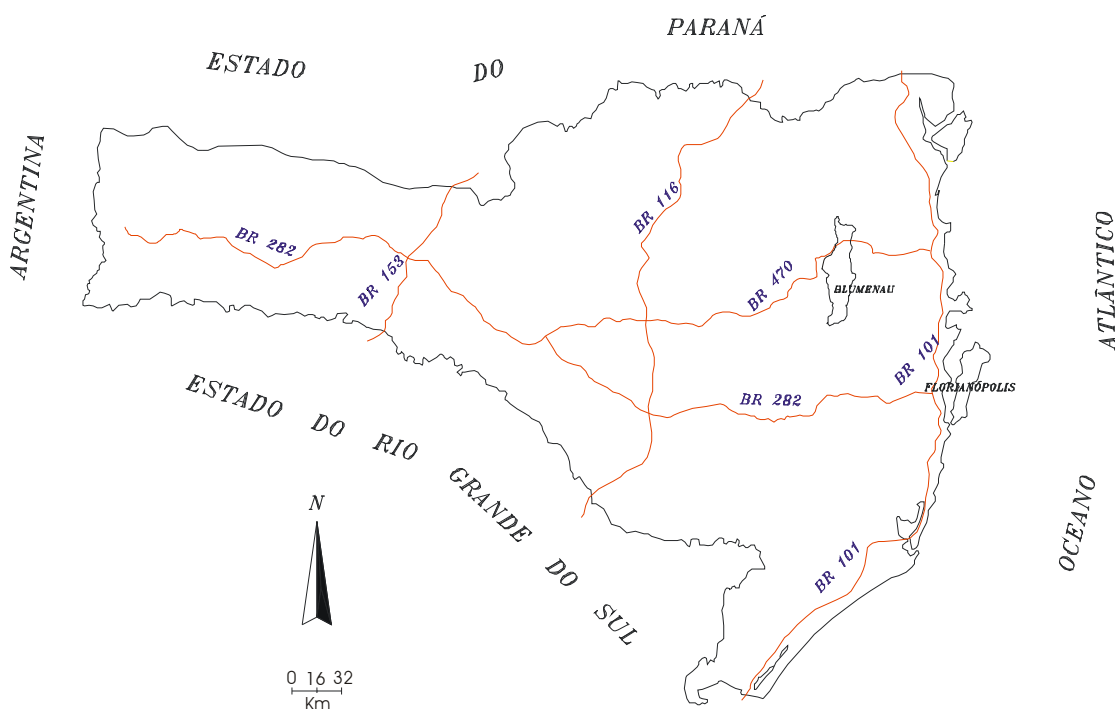 PARANÁ
ESTADO DO
ARGENTINA
BR 116
BR 282
BR 153
BR 470
BLUMENAU
ATLÂNTICO
BR 101
FLORIANÓPOLIS
BR 282
ESTADO DO RIO GRANDE DO SUL
OCEANO
N
BR 101
0 16 32
Km